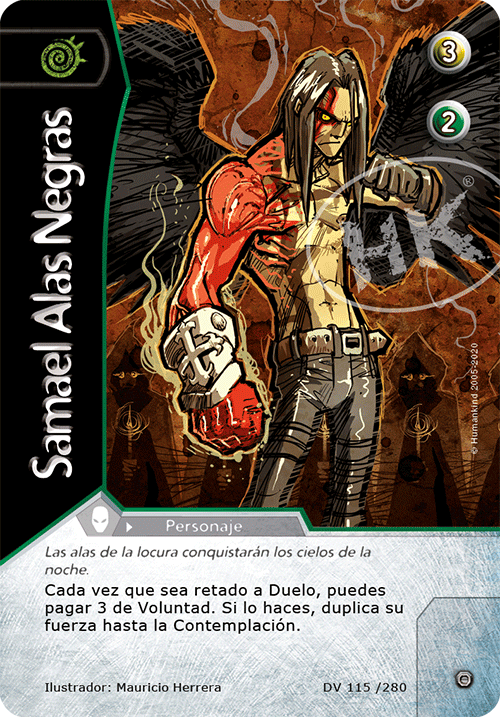 3
2
Samael Alas Negras
HK®
© Humankind 2005-2020
Personaje
Las alas de la locura conquistarán los cielos de la
noche.
Cada vez que sea retado a Duelo, puedes
pagar 3 de Voluntad. Si lo haces, duplica su
fuerza hasta la Contemplación.
Ilustrador: Mauricio Herrera DV 115 /280